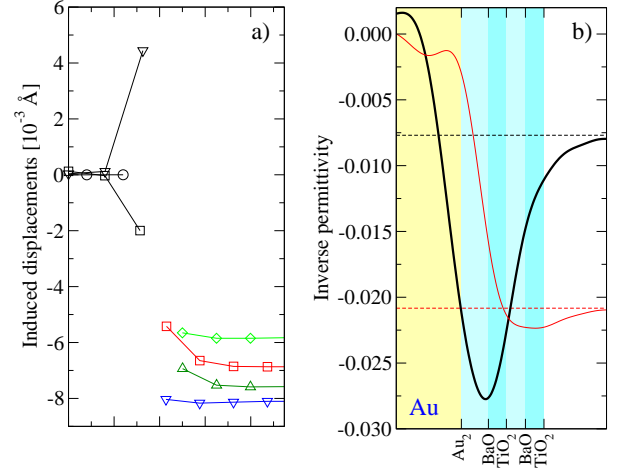 a)
6
4
2
0
-2
-4
-6
-8
Induced displacements [10⁻³ Å]
b)
0.000
-0.005
-0.010
-0.015
-0.020
-0.025
-0.030
Inverse permittivity
Au
Au₂
BaO
TiO₂
BaO
TiO₂